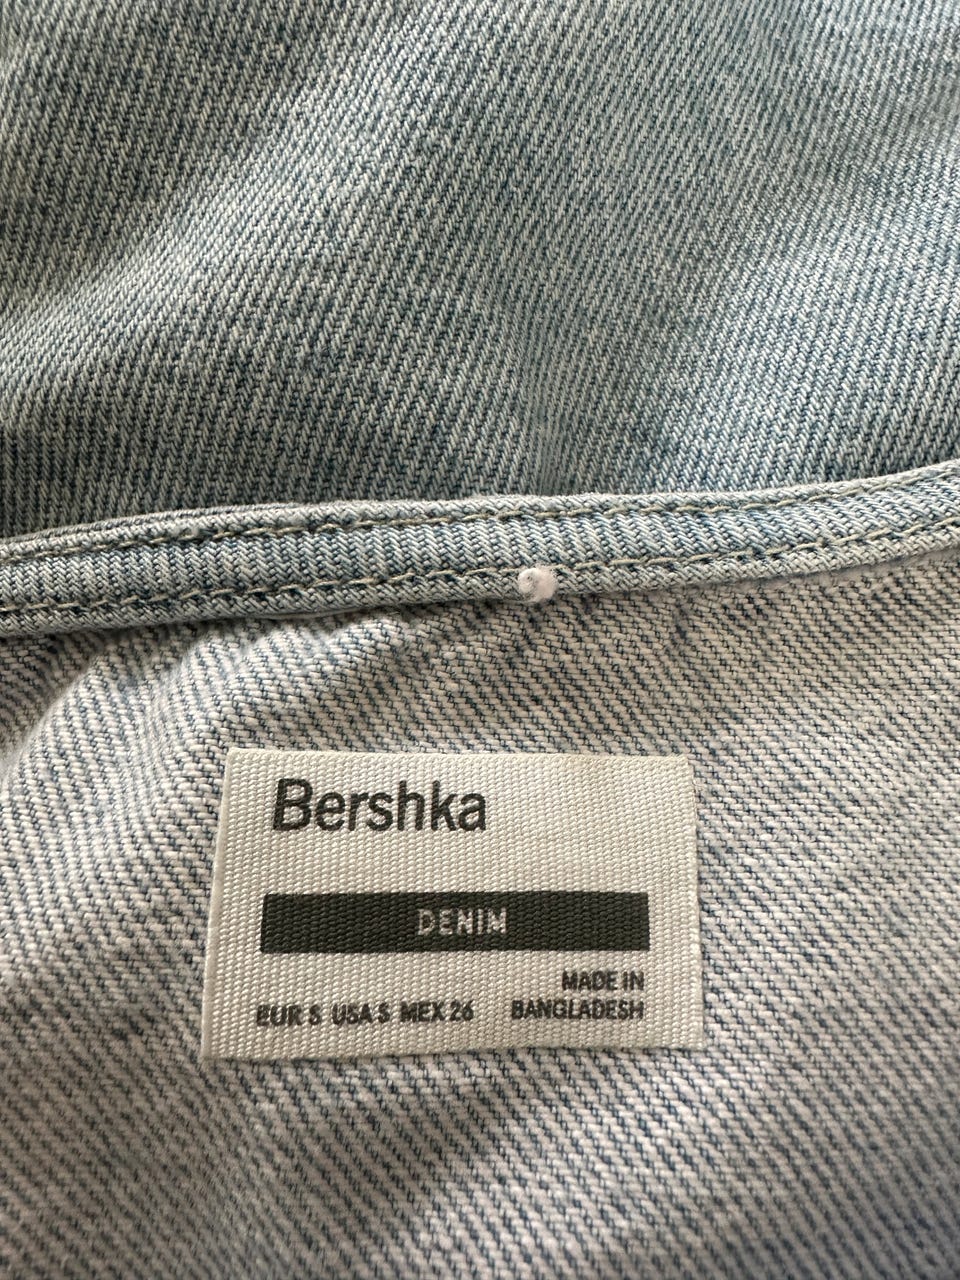 Bershka
DENIM
MADE IN
EUR S USA S MEX 26 BANGLADESH